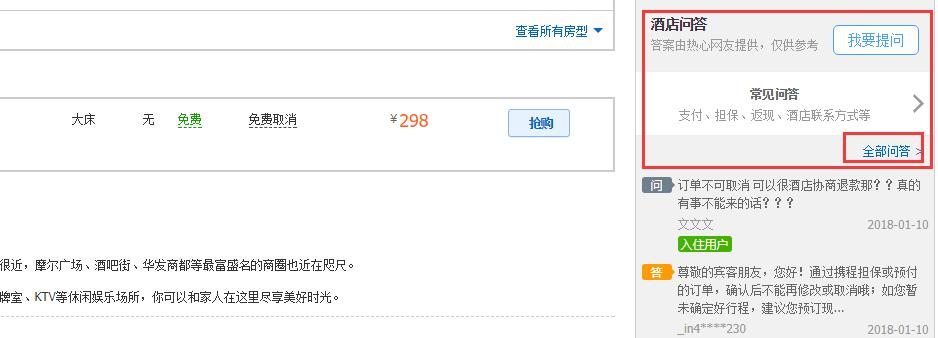 查看所有房型
大床 无 免费 免费取消 ¥298 抢购
很近，摩尔广场、酒吧街、华发商都等最富盛名的商圈也近在咫尺。
牌室、KTV等休闲娱乐场所，你可以和家人在这里尽享美好时光。
酒店问答
答案由热心网友提供，仅供参考
我要提问
常见问答
支付、担保、返现、酒店联系方式等
全部问答 >
问 订单不可取消 可以很酒店协商退款那？？真的
有事不能来的话？？？
文文文 2018-01-10
入住用户
答 尊敬的宾客朋友，您好！通过携程担保或预付
的订单，确认后不能再修改或取消哦；如您暂
未确定好行程，建议您预订现...
_in4****230 2018-01-10